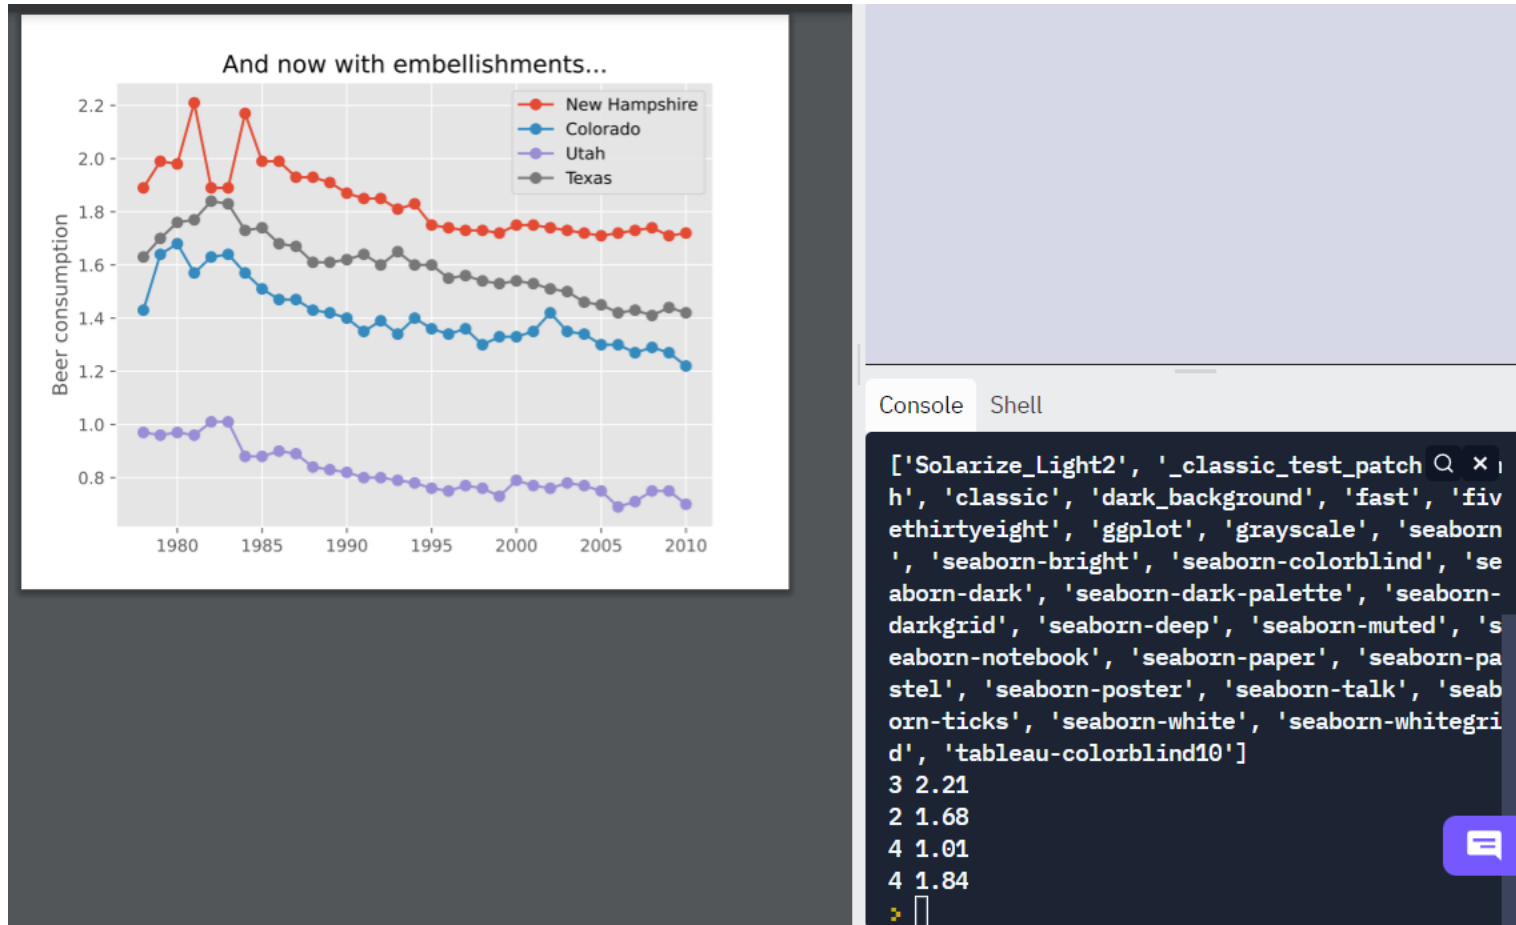 And now with embellishments...
Beer consumption
2.2
2.0
1.8
1.6
1.4
1.2
1.0
0.8
New Hampshire
Colorado
Utah
Texas
1980 1985 1990 1995 2000 2005 2010
Console Shell
['Solarize_Light2', '_classic_test_patch
h', 'classic', 'dark_background', 'fast', 'fiv
ethirtyeight', 'ggplot', 'grayscale', 'seaborn
', 'seaborn-bright', 'seaborn-colorblind', 'se
aborn-dark', 'seaborn-dark-palette', 'seaborn-
darkgrid', 'seaborn-deep', 'seaborn-muted', 's
eaborn-notebook', 'seaborn-paper', 'seaborn-pa
stel', 'seaborn-poster', 'seaborn-talk', 'seab
orn-ticks', 'seaborn-white', 'seaborn-whitegri
d', 'tableau-colorblind10']
3 2.21
2 1.68
4 1.01
4 1.84
>